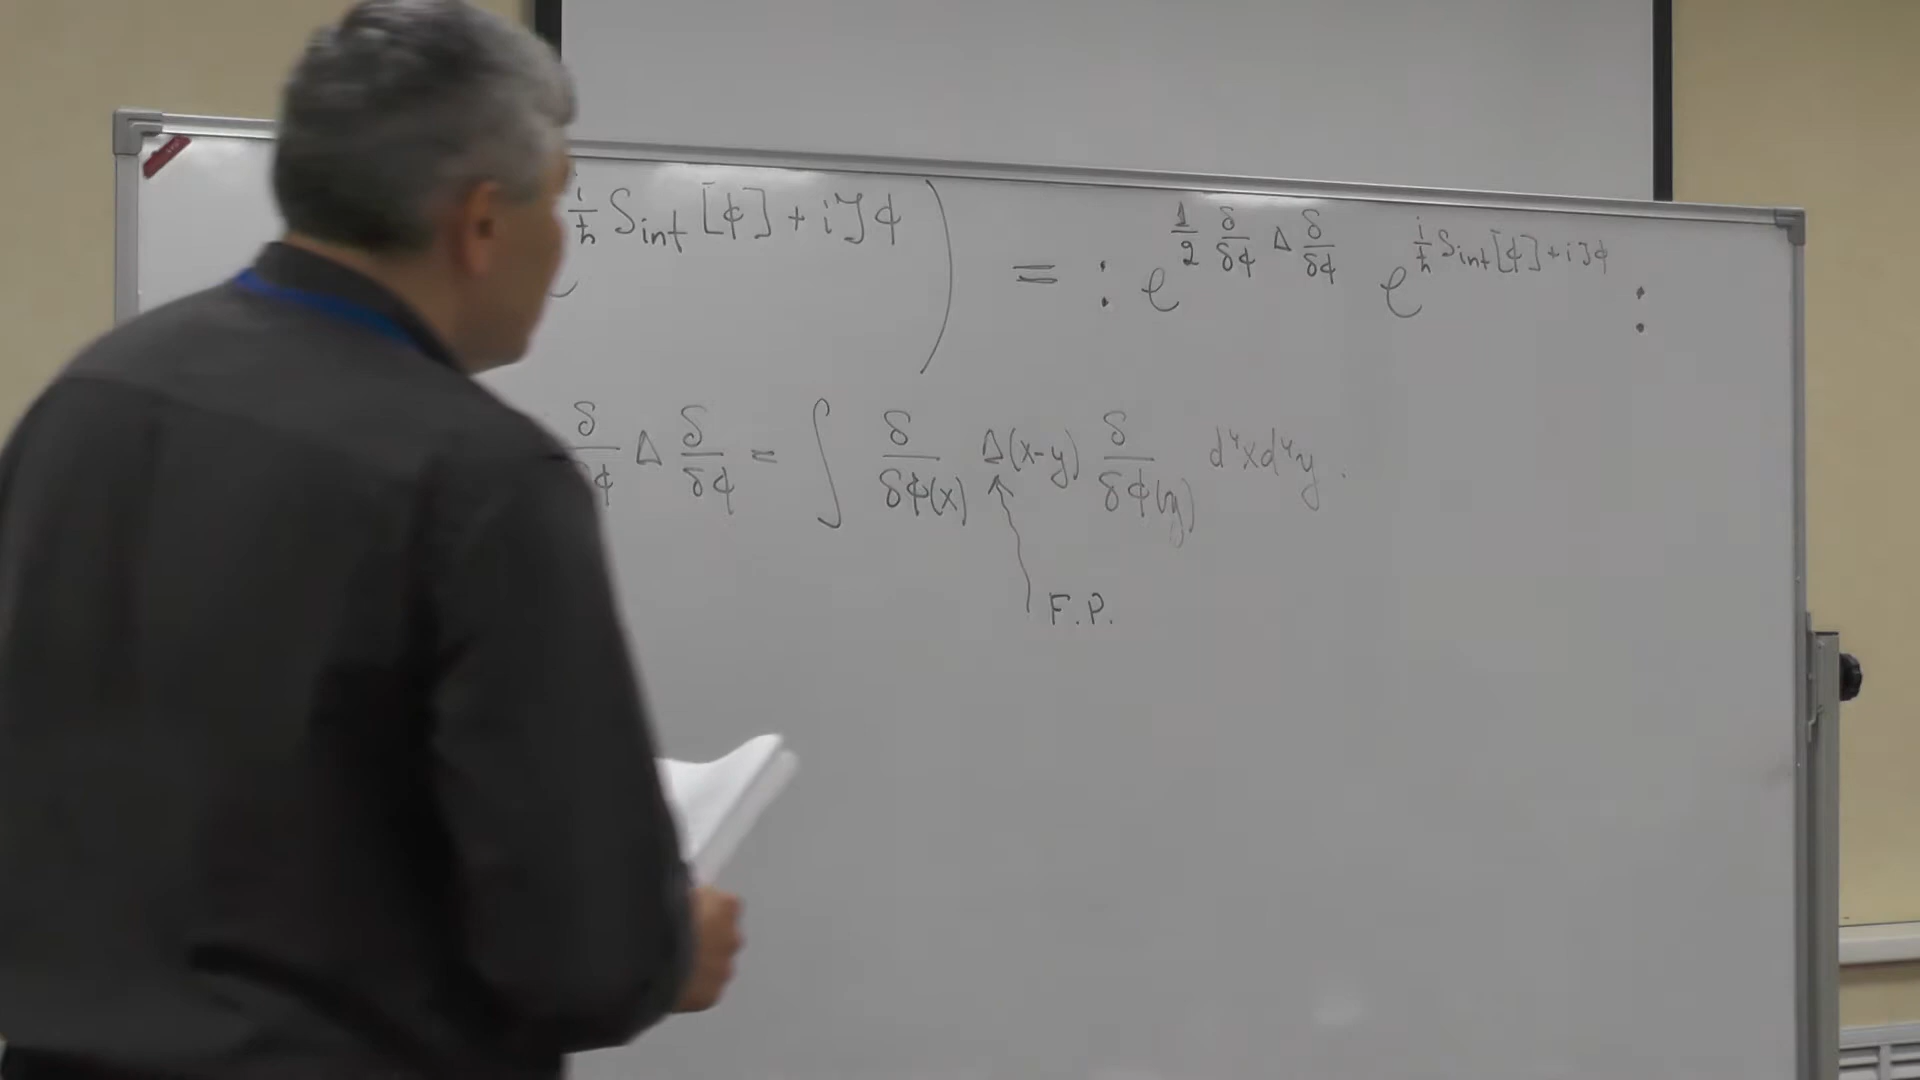 i/ħ S_int [ϕ] + iJϕ ) = : e^{1/2 δ/δϕ Δ δ/δϕ} e^{i/ħ S_int[ϕ]+iJϕ} :
δ/δϕ Δ δ/δϕ = ∫ δ/δϕ(x) Δ(x-y) δ/δϕ(y) d⁴x d⁴y .
F.P.